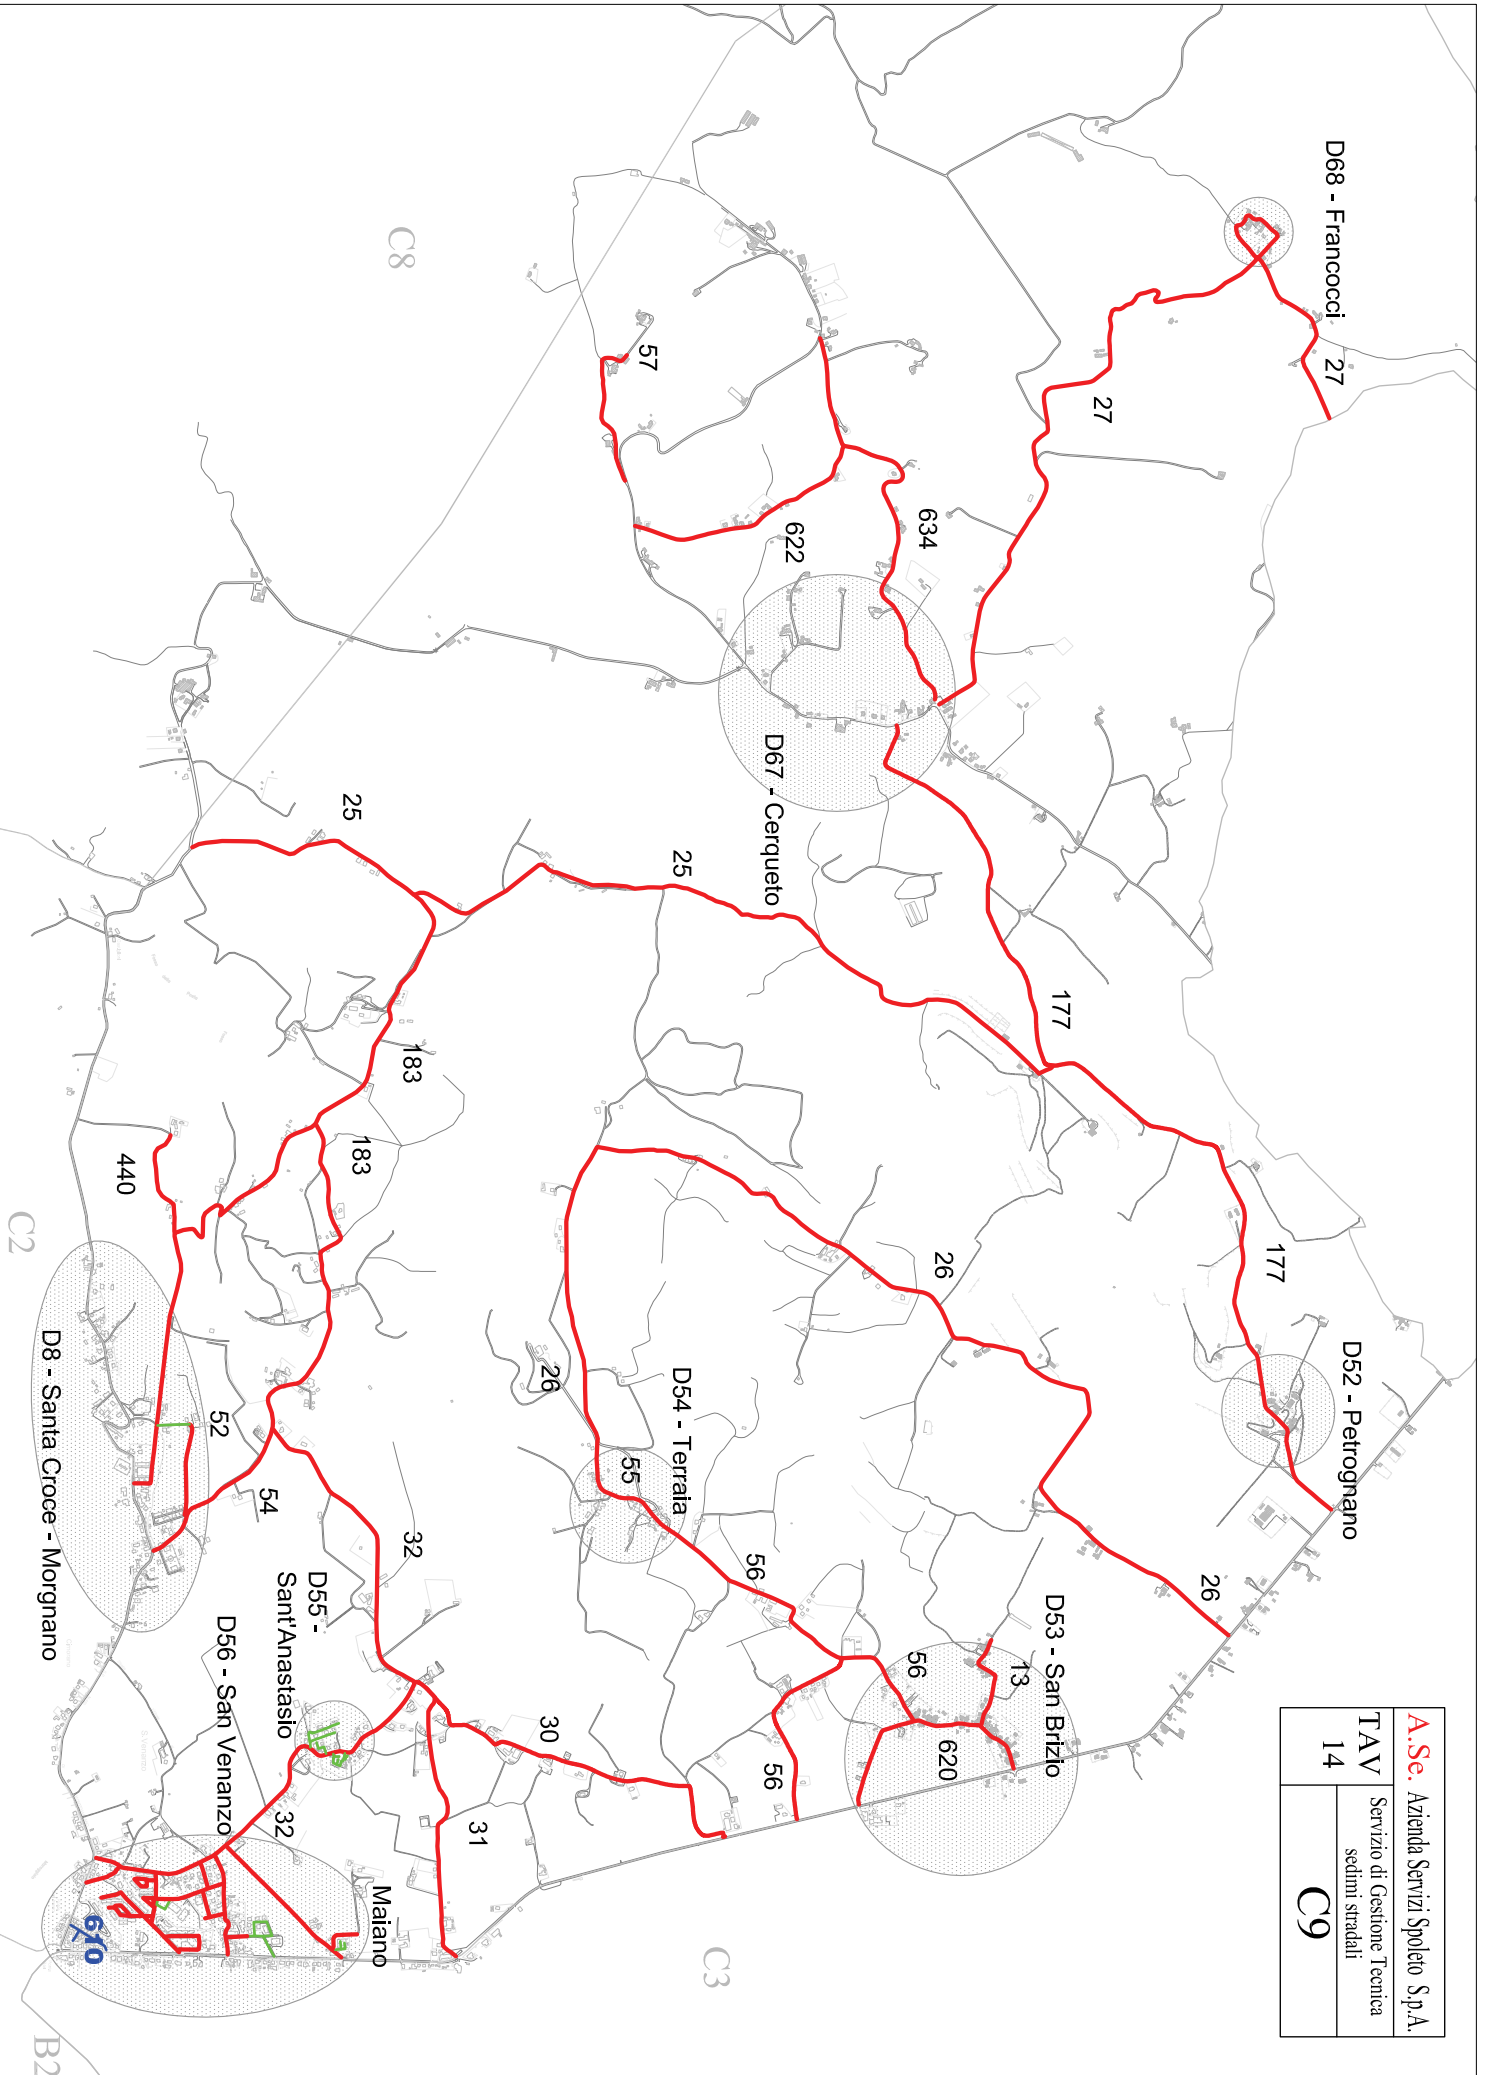 A.Se. Azienda Servizi Spoleto S.p.A.
TAV
14
Servizio di Gestione Tecnica
sedimi stradali
C9
D68 - Francocci
27
27
57
C8
634
622
D67 - Cerqueto
25
25
177
177
D52 - Petrognano
183
183
440
C2
26
26
26
D54 - Terraia
55
52
54
D8 - Santa Croce - Morgnano
32
D55 -
Sant'Anastasio
D56 - San Venanzo
32
56
56
56
D53 - San Brizio
13
620
30
31
Maiano
610
C3
B2